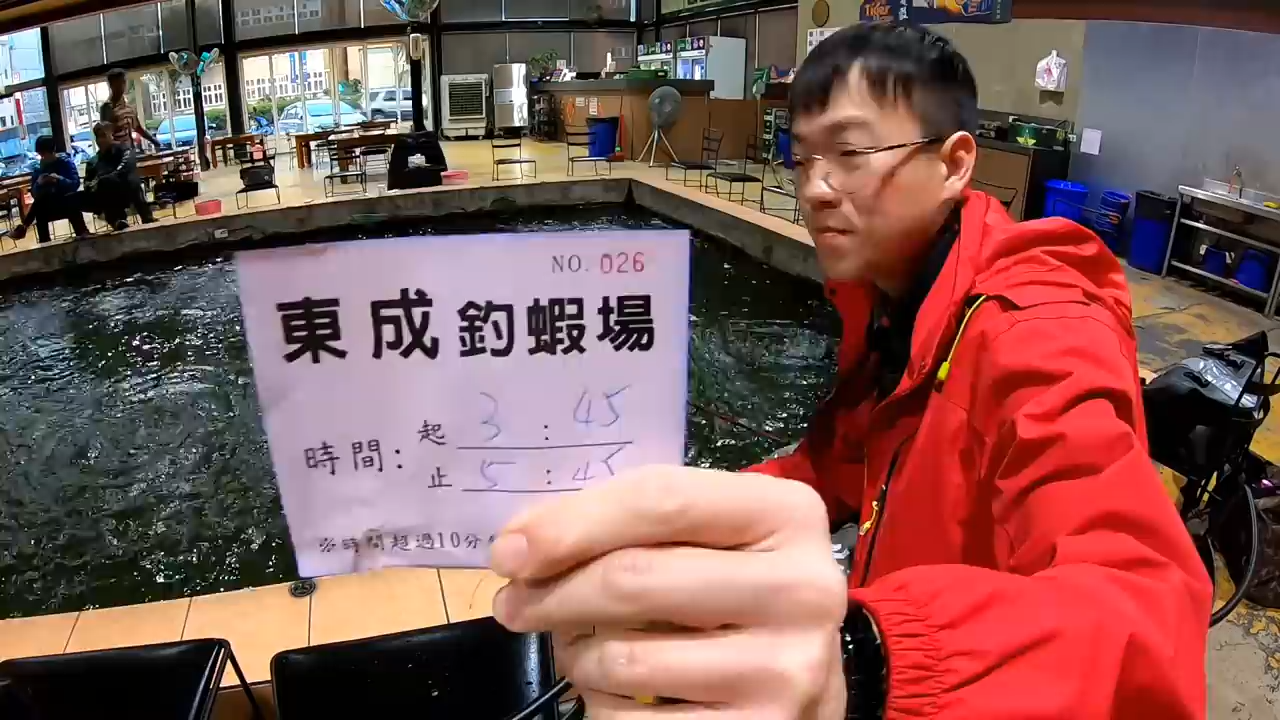 Tiger
NO. 026
東成釣蝦場
時間: 起 3 : 45
止 5 : 45
※時間超過10分